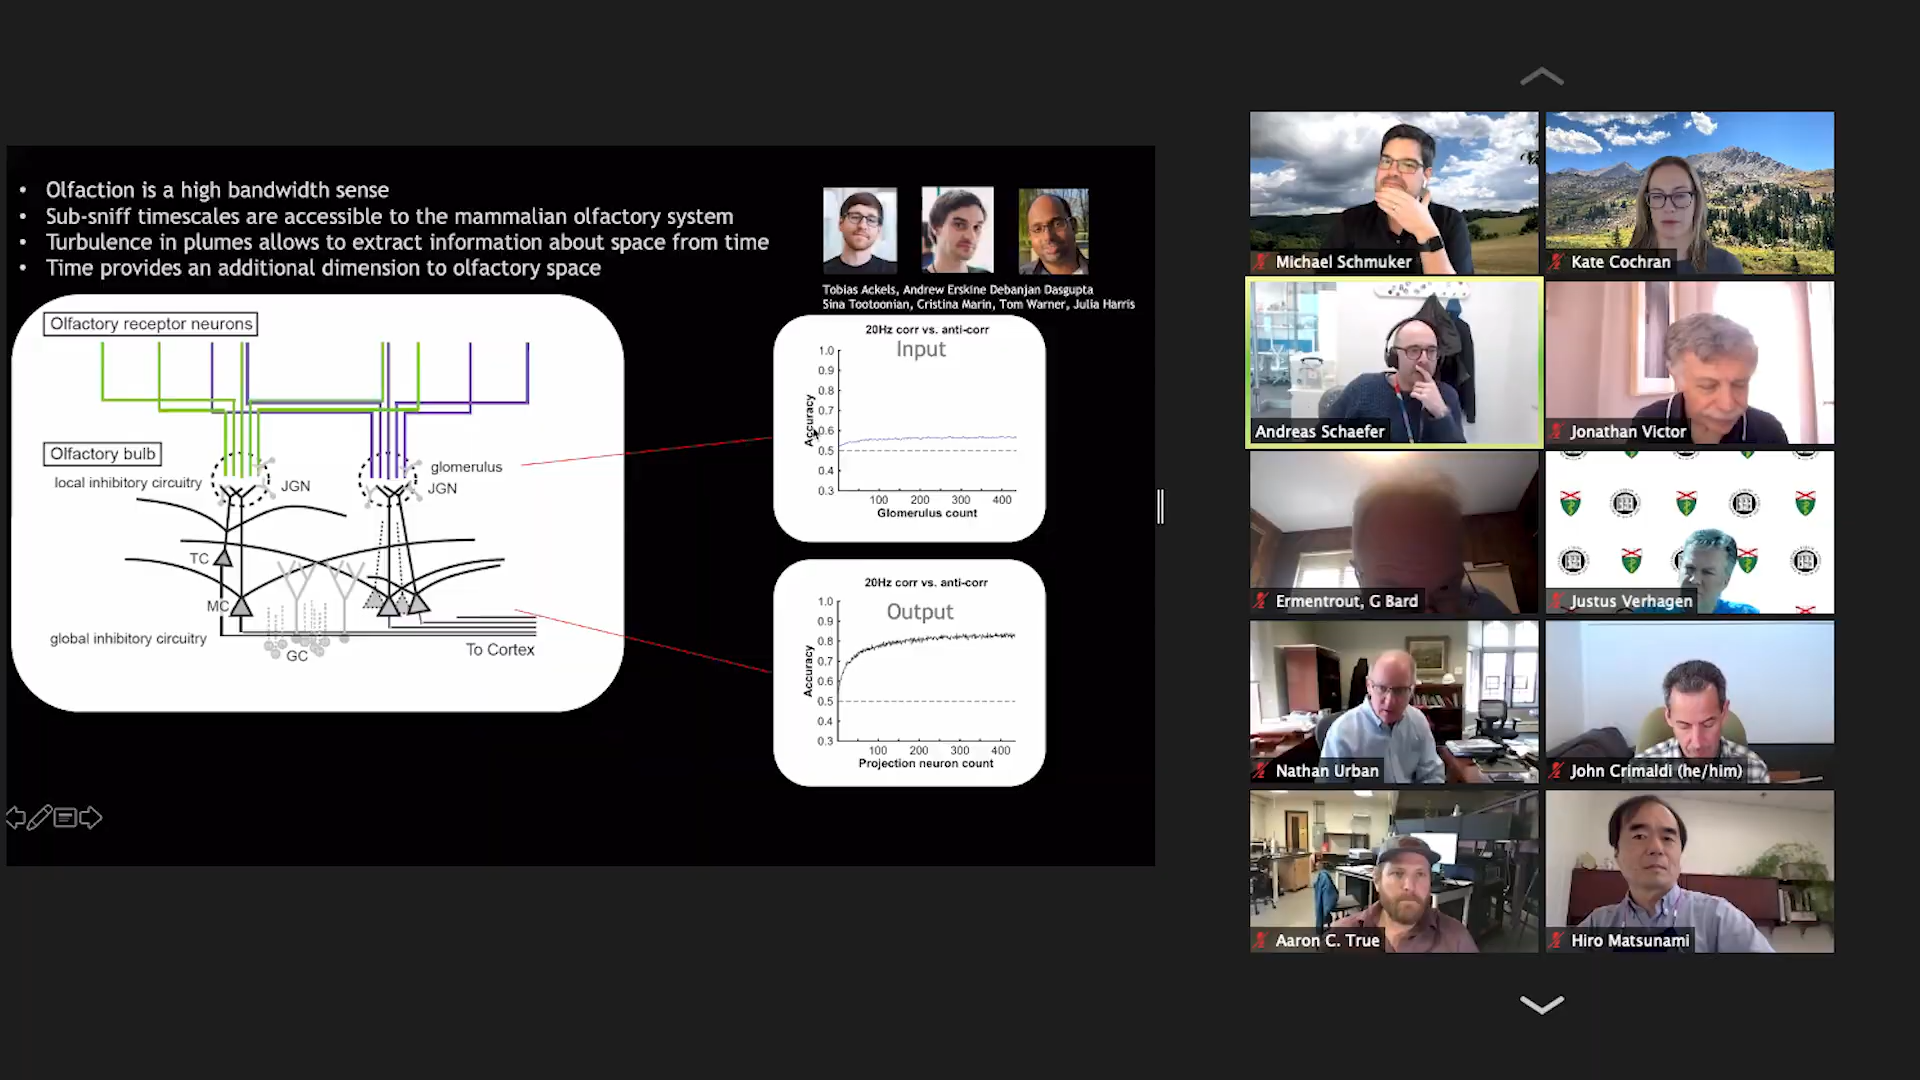 • Olfaction is a high bandwidth sense
• Sub-sniff timescales are accessible to the mammalian olfactory system
• Turbulence in plumes allows to extract information about space from time
• Time provides an additional dimension to olfactory space
Tobias Ackels, Andrew Erskine Debanjan Dasgupta
Sina Tootoonian, Cristina Marin, Tom Warner, Julia Harris
Olfactory receptor neurons
Olfactory bulb
local inhibitory circuitry
JGN
glomerulus
JGN
TC
MC
global inhibitory circuitry
GC
To Cortex
20Hz corr vs. anti-corr
Input
1.0
0.9
0.8
0.7
0.6
0.5
0.4
0.3
Accuracy
100 200 300 400
Glomerulus count
20Hz corr vs. anti-corr
Output
1.0
0.9
0.8
0.7
0.6
0.5
0.4
0.3
Accuracy
100 200 300 400
Projection neuron count
Michael Schmuker
Kate Cochran
Andreas Schaefer
Jonathan Victor
Ermentrout, G Bard
Justus Verhagen
Nathan Urban
John Crimaldi (he/him)
Aaron C. True
Hiro Matsunami